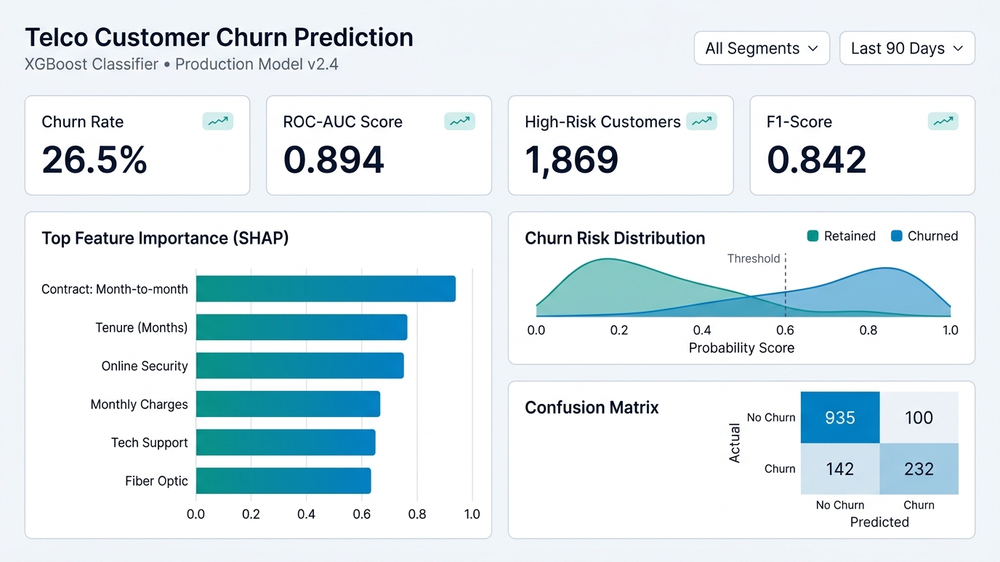 Telco Customer Churn Prediction
XGBoost Classifier • Production Model v2.4
All Segments
Last 90 Days
Churn Rate
26.5%
ROC-AUC Score
0.894
High-Risk Customers
1,869
F1-Score
0.842
Top Feature Importance (SHAP)
Contract: Month-to-month
Tenure (Months)
Online Security
Monthly Charges
Tech Support
Fiber Optic
0.0 0.2 0.4 0.6 0.8 1.0
Churn Risk Distribution
Retained
Churned
Threshold
0.0 0.2 0.4 0.6 0.8 1.0
Probability Score
Confusion Matrix
Actual
No Churn 935 100
Churn 142 232
No Churn Churn
Predicted